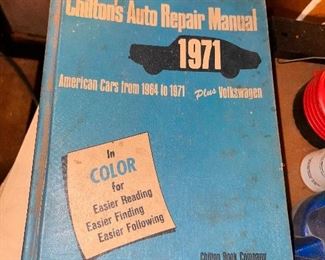 Chilton's Auto Repair Manual
1971
American Cars from 1964 to 1971 Plus Volkswagen
In
COLOR
for
Easier Reading
Easier Finding
Easier Following
Chilton Book Company